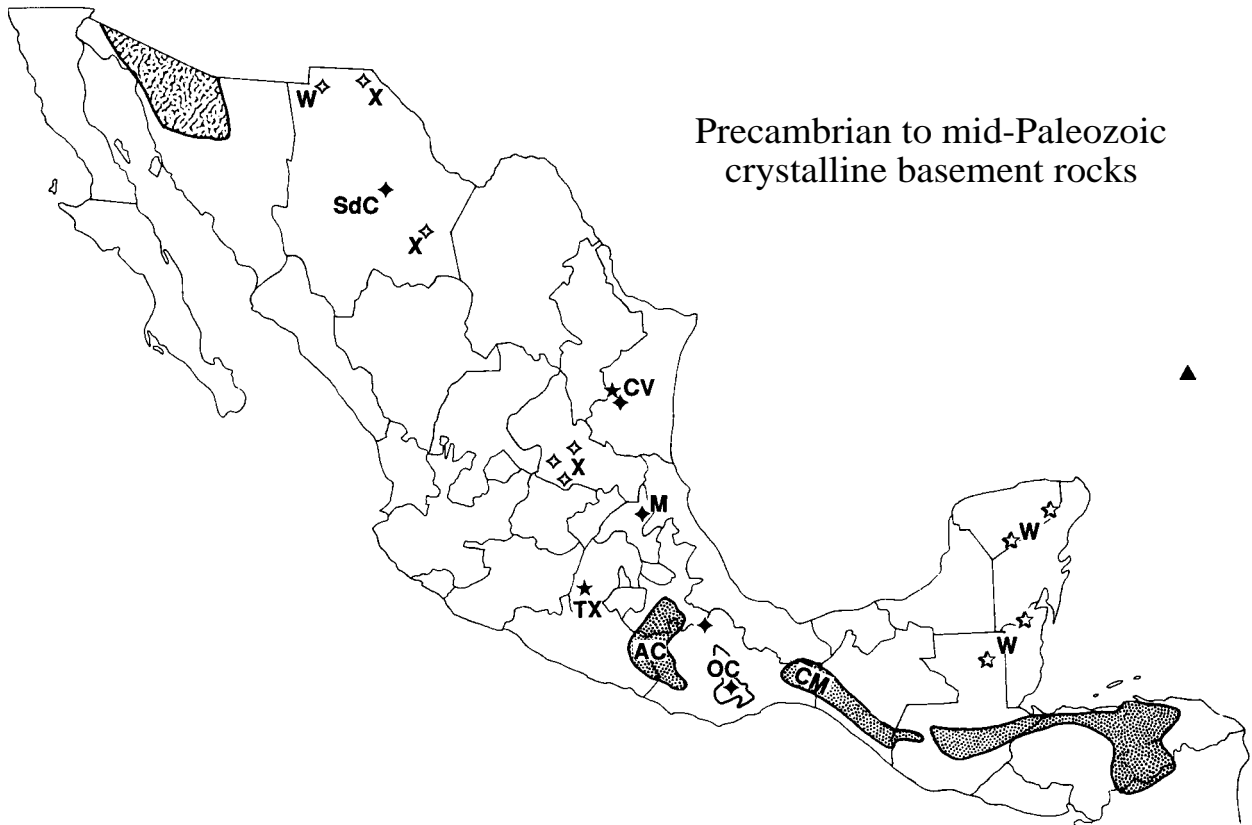 W
X
Precambrian to mid-Paleozoic
crystalline basement rocks
SdC
X
CV
X
M
W
TX
AC
OC
CM
W